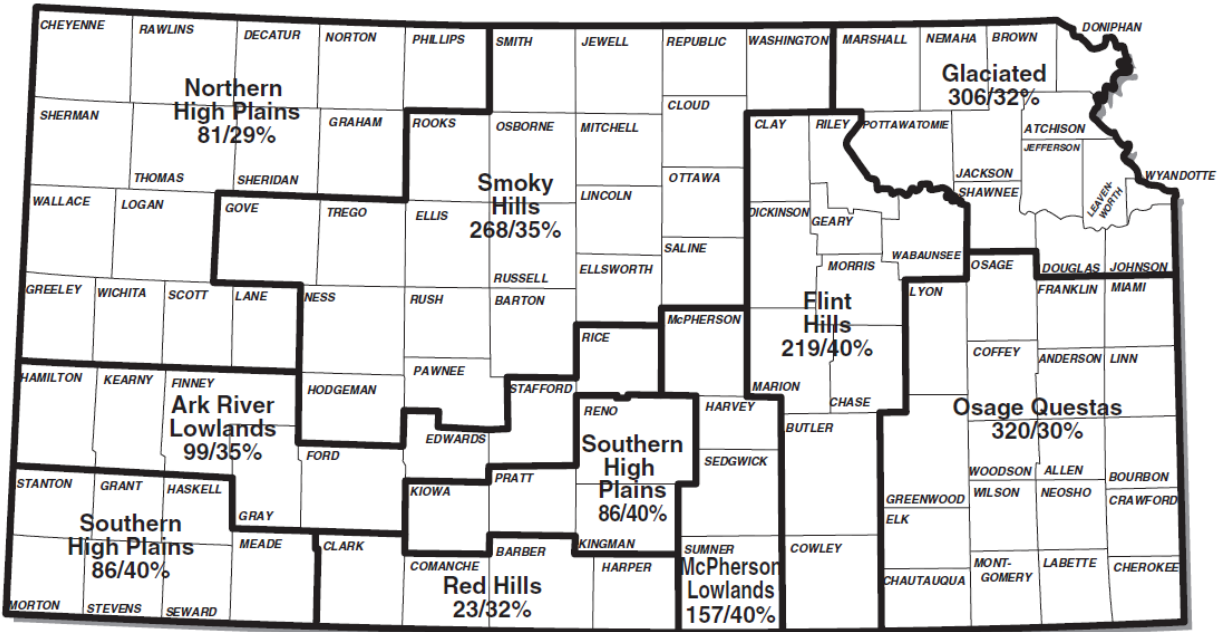 CHEYENNE
RAWLINS
DECATUR
NORTON
PHILLIPS
SMITH
JEWELL
REPUBLIC
WASHINGTON
MARSHALL
NEMAHA
BROWN
DONIPHAN
Northern
High Plains
81/29%
Glaciated
306/32%
SHERMAN
THOMAS
SHERIDAN
GRAHAM
ROOKS
OSBORNE
MITCHELL
CLOUD
CLAY
RILEY
POTTAWATOMIE
JACKSON
ATCHISON
JEFFERSON
LEAVEN-
WORTH
WYANDOTTE
SHAWNEE
WALLACE
LOGAN
GOVE
TREGO
ELLIS
RUSSELL
Smoky
Hills
268/35%
LINCOLN
OTTAWA
SALINE
ELLSWORTH
DICKINSON
GEARY
WABAUNSEE
MORRIS
OSAGE
DOUGLAS
JOHNSON
GREELEY
WICHITA
SCOTT
LANE
NESS
RUSH
BARTON
RICE
McPHERSON
Flint
Hills
219/40%
MARION
CHASE
LYON
FRANKLIN
MIAMI
COFFEY
ANDERSON
LINN
HAMILTON
KEARNY
FINNEY
Ark River
Lowlands
99/35%
HODGEMAN
PAWNEE
STAFFORD
EDWARDS
FORD
GRAY
RENO
Southern
High
Plains
86/40%
KINGMAN
HARVEY
SEDGWICK
BUTLER
Osage Questas
320/30%
GREENWOOD
WOODSON
ALLEN
BOURBON
STANTON
GRANT
HASKELL
Southern
High Plains
86/40%
KIOWA
PRATT
WILSON
NEOSHO
CRAWFORD
ELK
MORTON
STEVENS
SEWARD
MEADE
CLARK
COMANCHE
BARBER
HARPER
Red Hills
23/32%
SUMNER
McPherson
Lowlands
157/40%
COWLEY
CHAUTAUQUA
MONT-
GOMERY
LABETTE
CHEROKEE